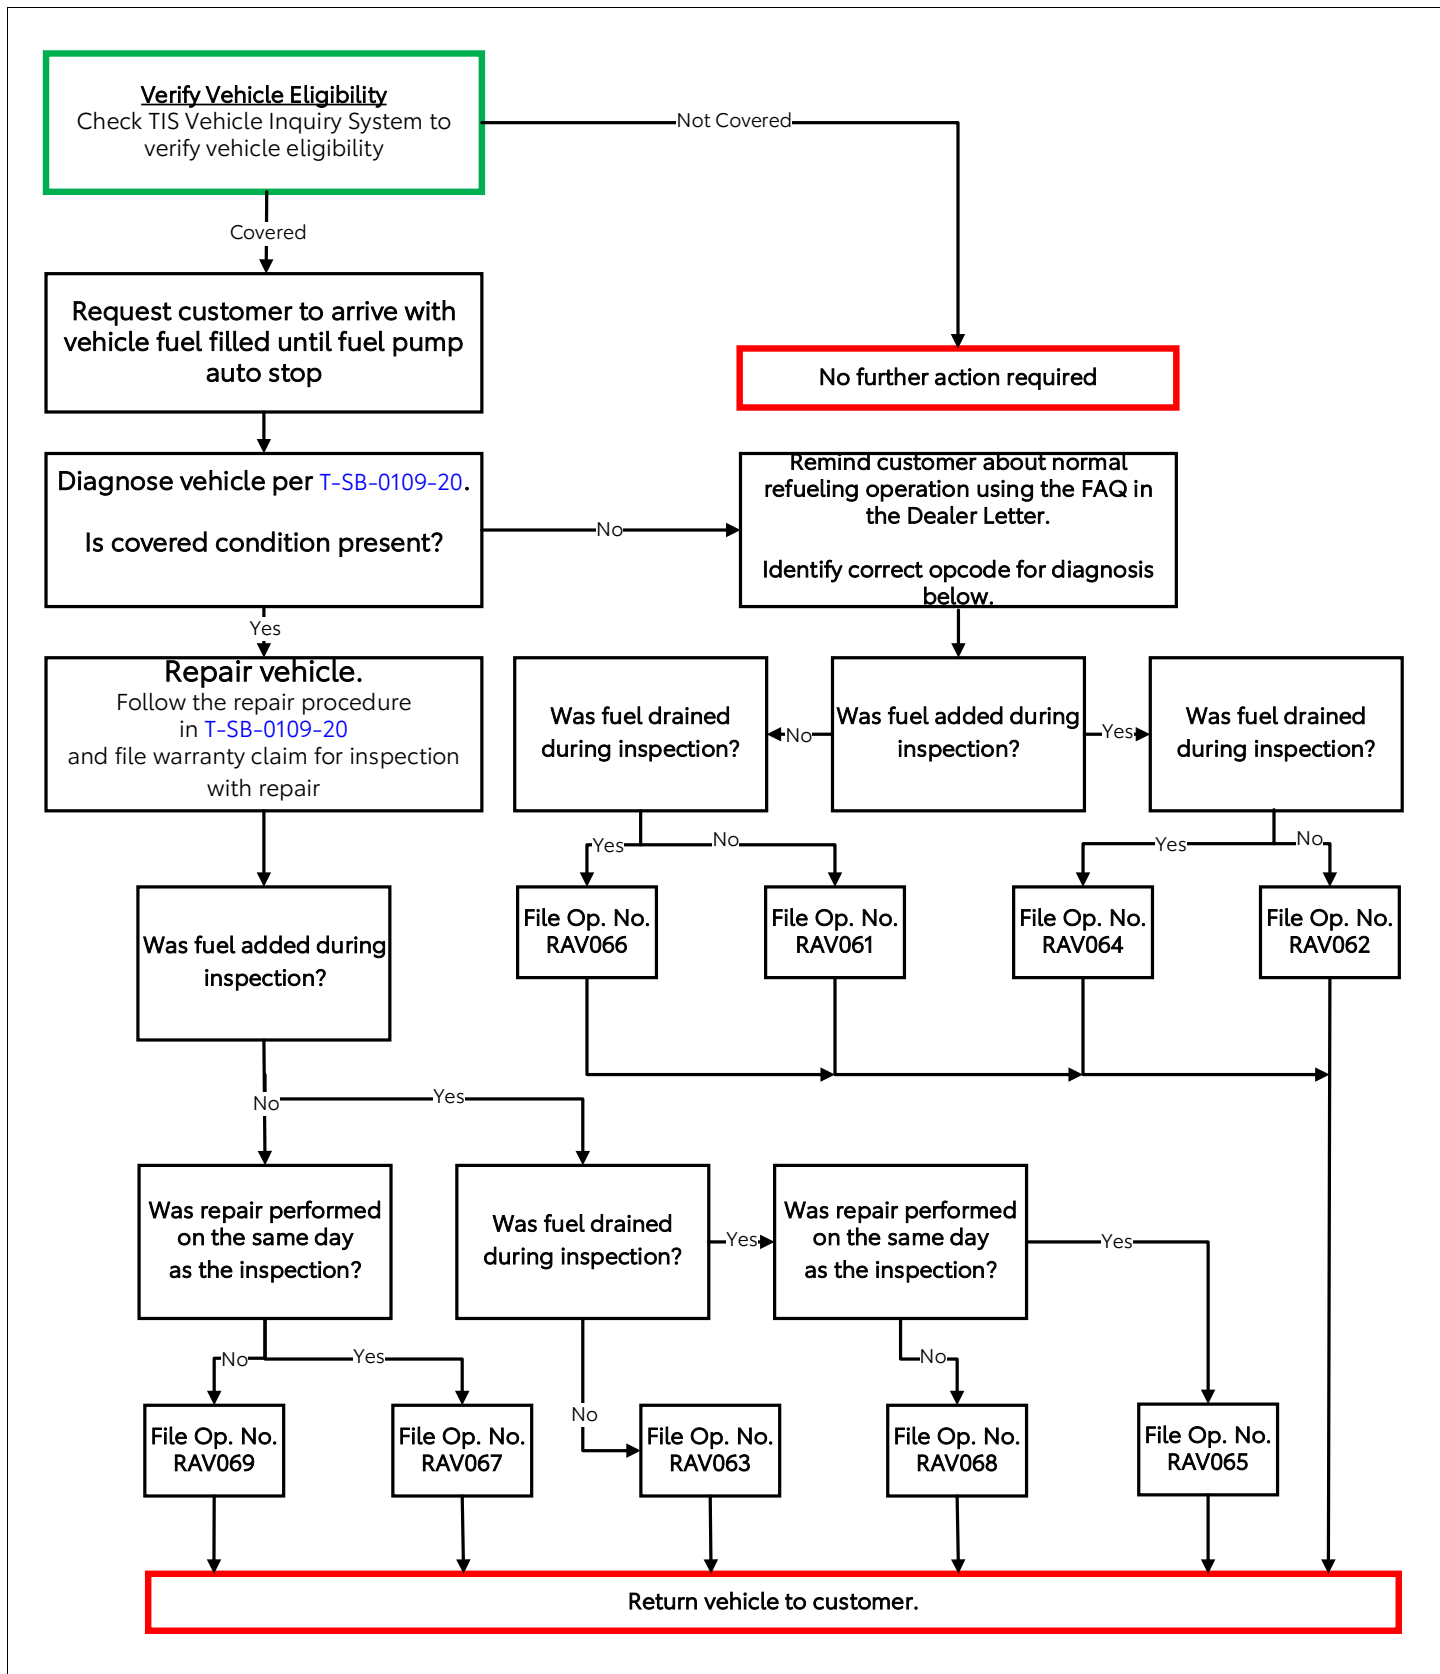 Verify Vehicle Eligibility
Check TIS Vehicle Inquiry System to
verify vehicle eligibility
Not Covered
Covered
Request customer to arrive with
vehicle fuel filled until fuel pump
auto stop
No further action required
Diagnose vehicle per T-SB-0109-20.
Is covered condition present?
No
Remind customer about normal
refueling operation using the FAQ in
the Dealer Letter.
Identify correct opcode for diagnosis
below.
Yes
Repair vehicle.
Follow the repair procedure
in T-SB-0109-20
and file warranty claim for inspection
with repair
Was fuel drained
during inspection?
No
Was fuel added during
inspection?
Yes
Was fuel drained
during inspection?
Yes
No
Yes
No
File Op. No.
RAV066
File Op. No.
RAV061
File Op. No.
RAV064
File Op. No.
RAV062
Was fuel added during
inspection?
No
Yes
Was repair performed
on the same day
as the inspection?
Was fuel drained
during inspection?
Yes
Was repair performed
on the same day
as the inspection?
Yes
No
Yes
No
No
File Op. No.
RAV069
File Op. No.
RAV067
File Op. No.
RAV063
File Op. No.
RAV068
File Op. No.
RAV065
Return vehicle to customer.